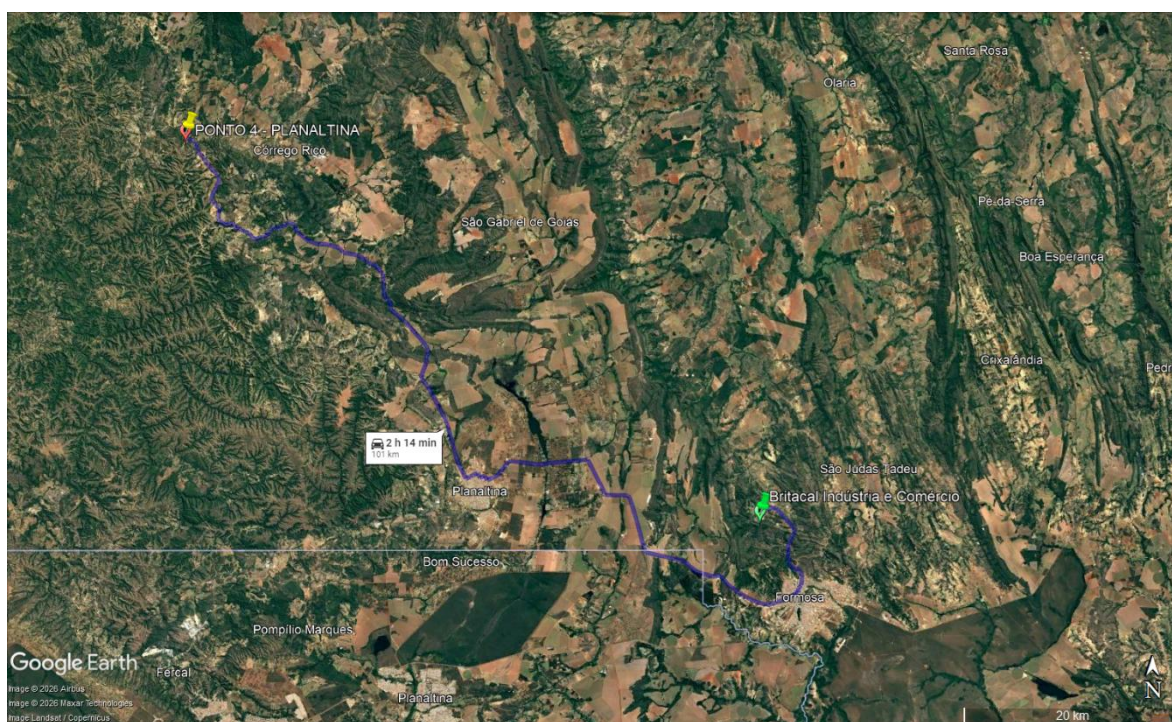 Santa Rosa
Olaria
PONTO 4 - PLANALTINA
Córrego Rico
Pé-da-Serra
São Gabriel de Goiás
Boa Esperança
Crixalândia
Pedr
2 h 14 min
101 km
São Judas Tadeu
Planaltina
Britacal Indústria e Comércio
Bom Sucesso
Formosa
Pompílio Marques
Google Earth
Fercal
Image © 2026 Airbus
Image © 2026 Maxar Technologies
Image Landsat / Copernicus
Planaltina
N
20 km